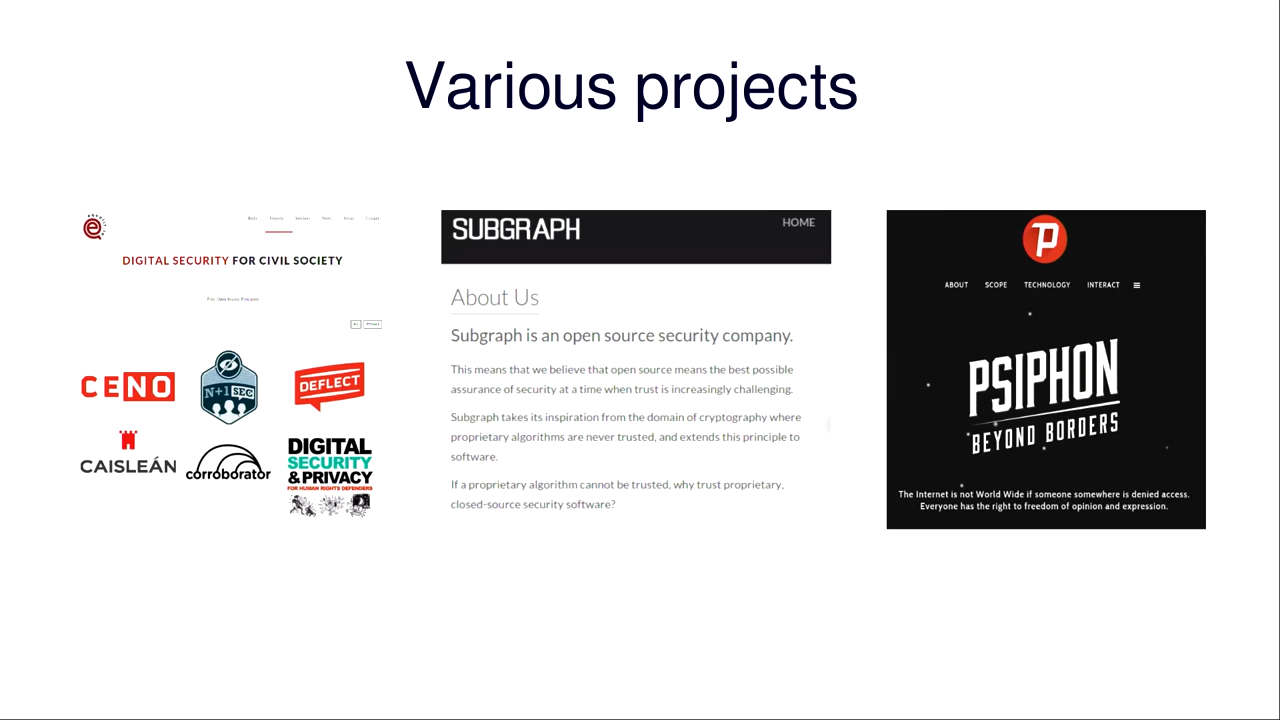 Various projects
DIGITAL SECURITY FOR CIVIL SOCIETY
CENO
N+1 SEC
DEFLECT
CAISLEÁN
corroborator
DIGITAL
SECURITY
& PRIVACY
FOR HUMAN RIGHTS DEFENDERS
SUBGRAPH
HOME
About Us
Subgraph is an open source security company.
This means that we believe that open source means the best possible
assurance of security at a time when trust is increasingly challenging.
Subgraph takes its inspiration from the domain of cryptography where
proprietary algorithms are never trusted, and extends this principle to
software.
If a proprietary algorithm cannot be trusted, why trust proprietary,
closed-source security software?
ABOUT SCOPE TECHNOLOGY INTERACT
PSIPHON
BEYOND BORDERS
The Internet is not World Wide if someone somewhere is denied access.
Everyone has the right to freedom of opinion and expression.